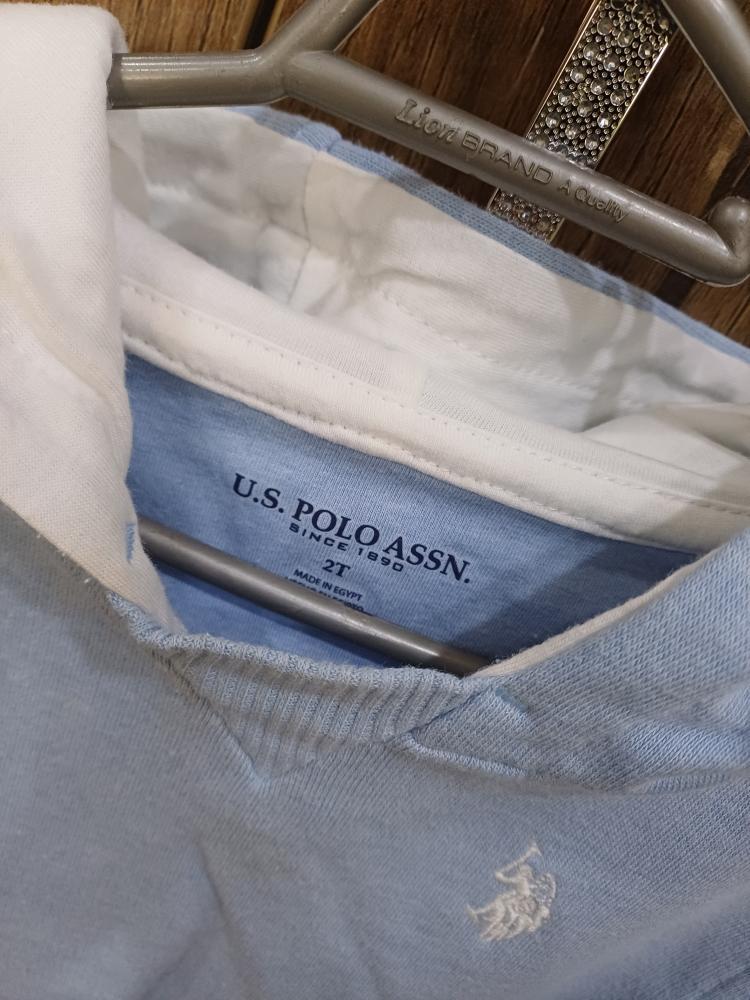 Lion BRAND A Quality
U.S. POLO ASSN.
SINCE 1890
2T
MADE IN EGYPT